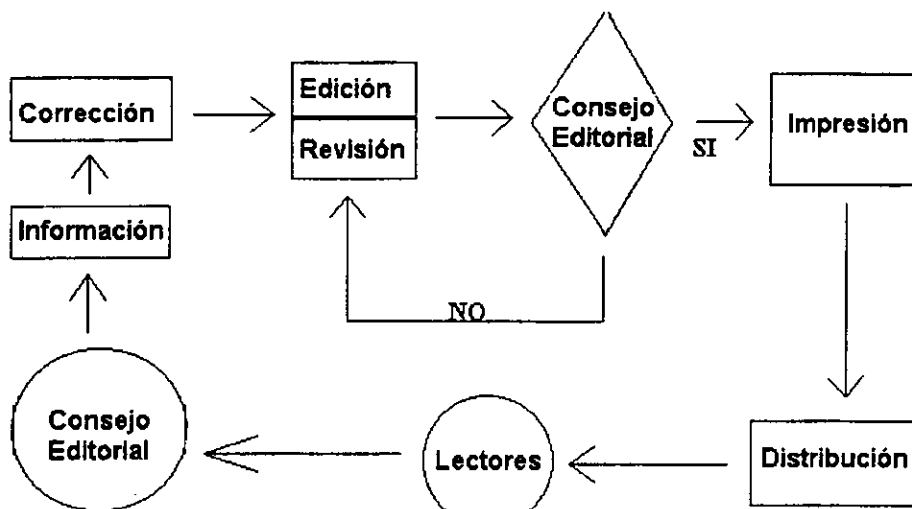 Corrección
Edición
Revisión
Consejo
Editorial
SI
Impresión
Información
NO
Consejo
Editorial
Lectores
Distribución